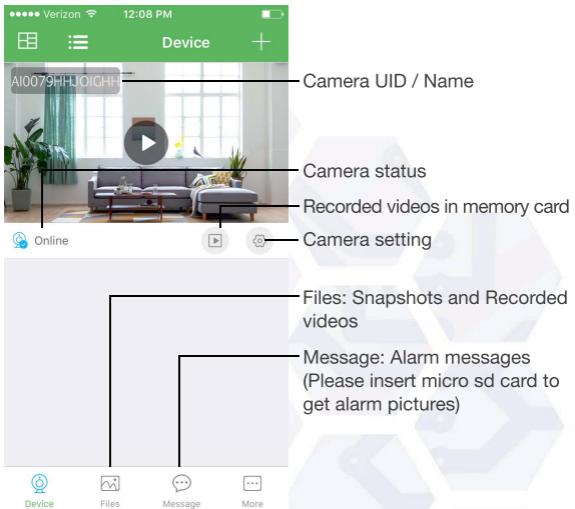 ●●●●● Verizon 12:08 PM
Device
AI0079HHJOIGHH
Camera UID / Name
Camera status
Recorded videos in memory card
Online
Camera setting
Files: Snapshots and Recorded
videos
Message: Alarm messages
(Please insert micro sd card to
get alarm pictures)
Device Files Message More